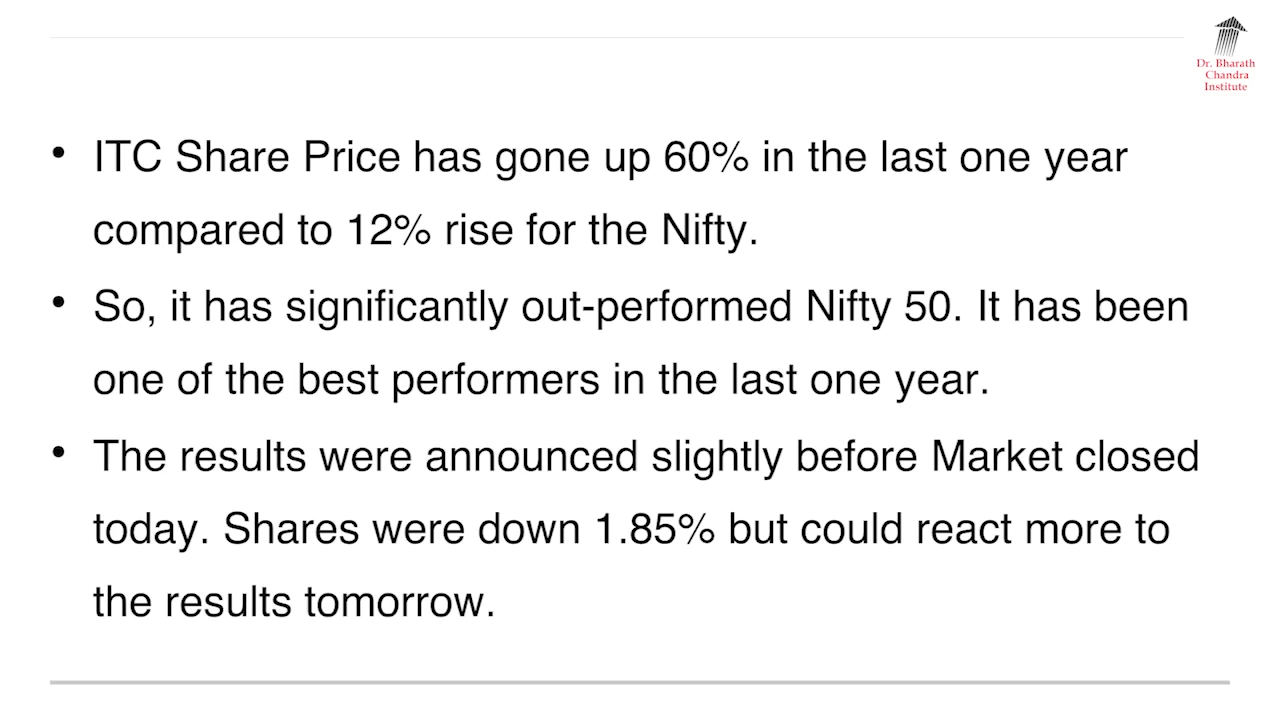 Dr. Bharath
Chandra
Institute
• ITC Share Price has gone up 60% in the last one year
compared to 12% rise for the Nifty.
• So, it has significantly out-performed Nifty 50. It has been
one of the best performers in the last one year.
• The results were announced slightly before Market closed
today. Shares were down 1.85% but could react more to
the results tomorrow.